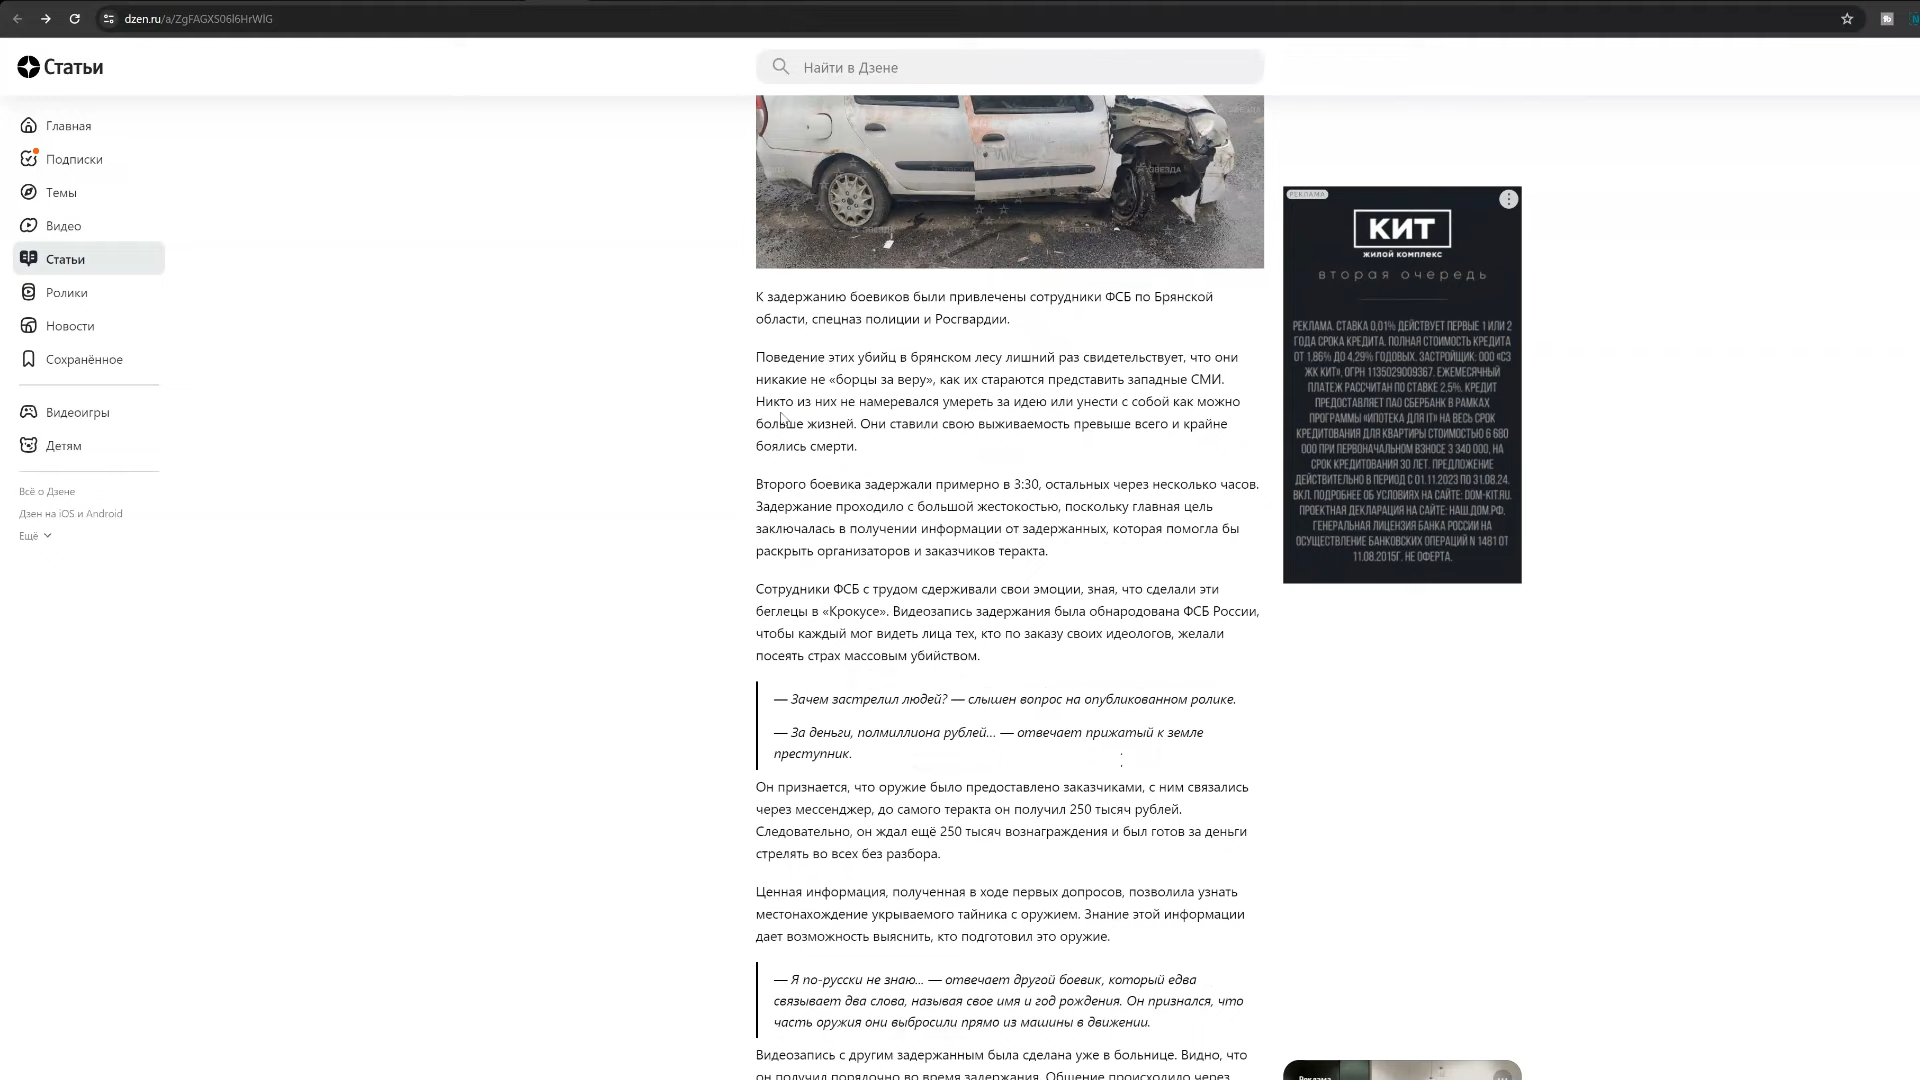 dzen.ru/a/ZgFAGXS06l6HrWlG
Статьи
Найти в Дзене
Главная
Подписки
Темы
Видео
Статьи
Ролики
Новости
Сохранённое
Видеоигры
Детям
Всё о Дзене
Дзен на iOS и Android
Ещё
ЗВЕЗДА
К задержанию боевиков были привлечены сотрудники ФСБ по Брянской
области, спецназ полиции и Росгвардии.
Поведение этих убийц в брянском лесу лишний раз свидетельствует, что они
никакие не «борцы за веру», как их стараются представить западные СМИ.
Никто из них не намеревался умереть за идею или унести с собой как можно
больше жизней. Они ставили свою выживаемость превыше всего и крайне
боялись смерти.
Второго боевика задержали примерно в 3:30, остальных через несколько часов.
Задержание проходило с большой жестокостью, поскольку главная цель
заключалась в получении информации от задержанных, которая помогла бы
раскрыть организаторов и заказчиков теракта.
Сотрудники ФСБ с трудом сдерживали свои эмоции, зная, что сделали эти
беглецы в «Крокусе». Видеозапись задержания была обнародована ФСБ России,
чтобы каждый мог видеть лица тех, кто по заказу своих идеологов, желали
посеять страх массовым убийством.
— Зачем застрелил людей? — слышен вопрос на опубликованном ролике.
— За деньги, полмиллиона рублей... — отвечает прижатый к земле
преступник.
Он признается, что оружие было предоставлено заказчиками, с ним связались
через мессенджер, до самого теракта он получил 250 тысяч рублей.
Следовательно, он ждал ещё 250 тысяч вознаграждения и был готов за деньги
стрелять во всех без разбора.
Ценная информация, полученная в ходе первых допросов, позволила узнать
местонахождение укрываемого тайника с оружием. Знание этой информации
дает возможность выяснить, кто подготовил это оружие.
— Я по-русски не знаю... — отвечает другой боевик, который едва
связывает два слова, называя свое имя и год рождения. Он признался, что
часть оружия они выбросили прямо из машины в движении.
Видеозапись с другим задержанным была сделана уже в больнице. Видно, что
он получил порядочно во время задержания. Общение происходило через
РЕКЛАМА
КИТ
ЖИЛОЙ КОМПЛЕКС
вторая очередь
РЕКЛАМА. СТАВКА 0,01% ДЕЙСТВУЕТ ПЕРВЫЕ 1 ИЛИ 2
ГОДА СРОКА КРЕДИТА. ПОЛНАЯ СТОИМОСТЬ КРЕДИТА
ОТ 1,86% ДО 4,29% ГОДОВЫХ. ЗАСТРОЙЩИК: ООО «СЗ
ЖК КИТ», ОГРН 1135029009367. ЕЖЕМЕСЯЧНЫЙ
ПЛАТЕЖ РАССЧИТАН ПО СТАВКЕ 2,5%. КРЕДИТ
ПРЕДОСТАВЛЯЕТ ПАО СБЕРБАНК В РАМКАХ
ПРОГРАММЫ «ИПОТЕКА ДЛЯ IT» НА ВЕСЬ СРОК
КРЕДИТОВАНИЯ ДЛЯ КВАРТИРЫ СТОИМОСТЬЮ 6 680
000 ПРИ ПЕРВОНАЧАЛЬНОМ ВЗНОСЕ 3 340 000, НА
СРОК КРЕДИТОВАНИЯ 30 ЛЕТ. ПРЕДЛОЖЕНИЕ
ДЕЙСТВИТЕЛЬНО В ПЕРИОД С 01.11.2023 ПО 31.08.24.
ВКЛ. ПОДРОБНЕЕ ОБ УСЛОВИЯХ НА САЙТЕ: DOM-KIT.RU.
ПРОЕКТНАЯ ДЕКЛАРАЦИЯ НА САЙТЕ: НАШ.ДОМ.РФ.
ГЕНЕРАЛЬНАЯ ЛИЦЕНЗИЯ БАНКА РОССИИ НА
ОСУЩЕСТВЛЕНИЕ БАНКОВСКИХ ОПЕРАЦИЙ N 1481 ОТ
11.08.2015Г. НЕ ОФЕРТА.
Реклама